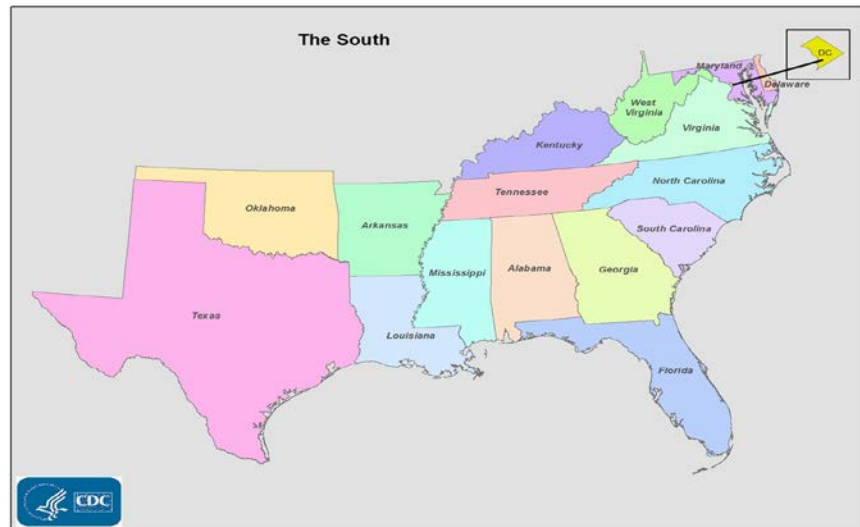 The South
DC
Maryland
Delaware
West
Virginia
Virginia
Kentucky
North Carolina
Tennessee
Oklahoma
Arkansas
South Carolina
Mississippi
Alabama
Georgia
Texas
Louisiana
Florida
CDC